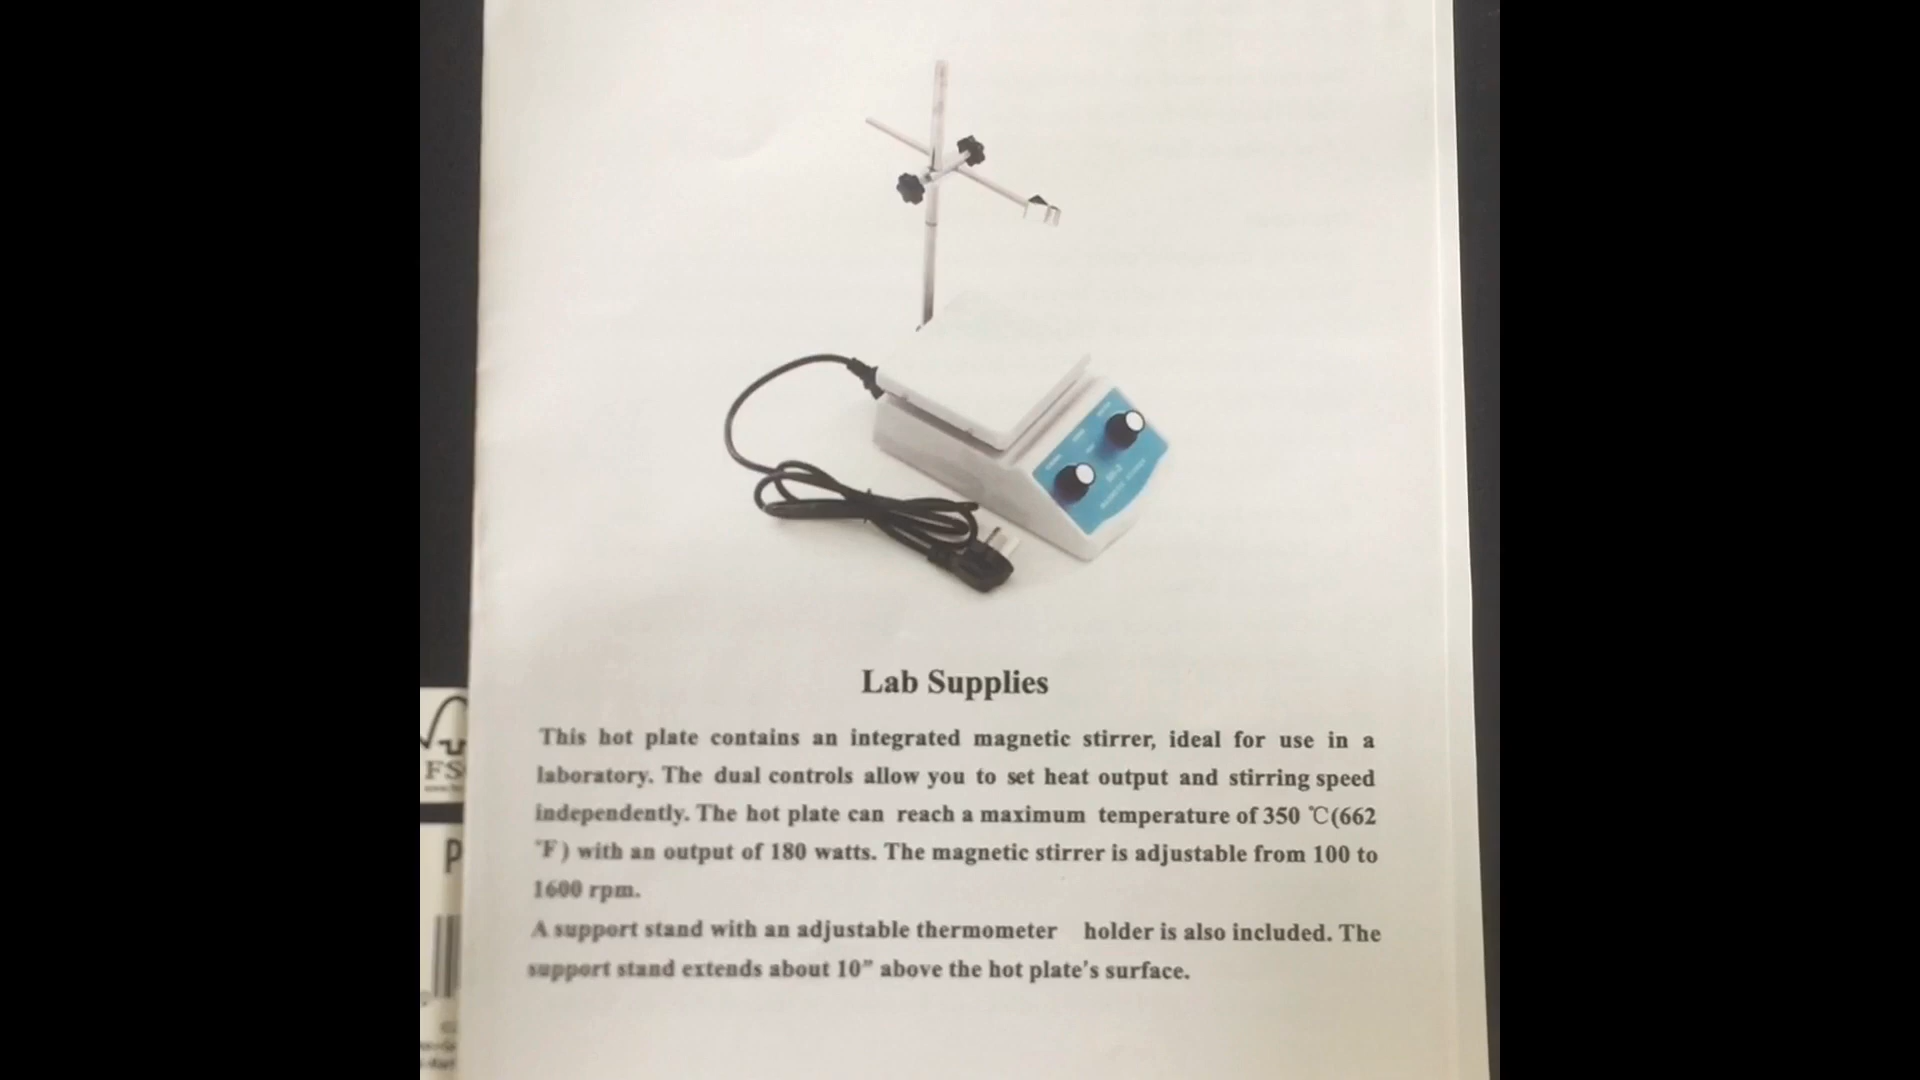 SH-2
Lab Supplies
This hot plate contains an integrated magnetic stirrer, ideal for use in a
laboratory. The dual controls allow you to set heat output and stirring speed
independently. The hot plate can reach a maximum temperature of 350 ℃(662
℉) with an output of 180 watts. The magnetic stirrer is adjustable from 100 to
1600 rpm.
A support stand with an adjustable thermometer holder is also included. The
support stand extends about 10” above the hot plate's surface.
FS
P